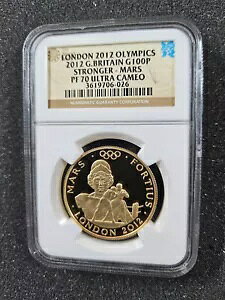 LONDON 2012 OLYMPICS
2012 G.BRITAIN G100P
STRONGER - MARS
PF 70 ULTRA CAMEO
3619706-026
NUMISMATIC GUARANTY CORPORATION
MARS FORTIUS
LONDON 2012